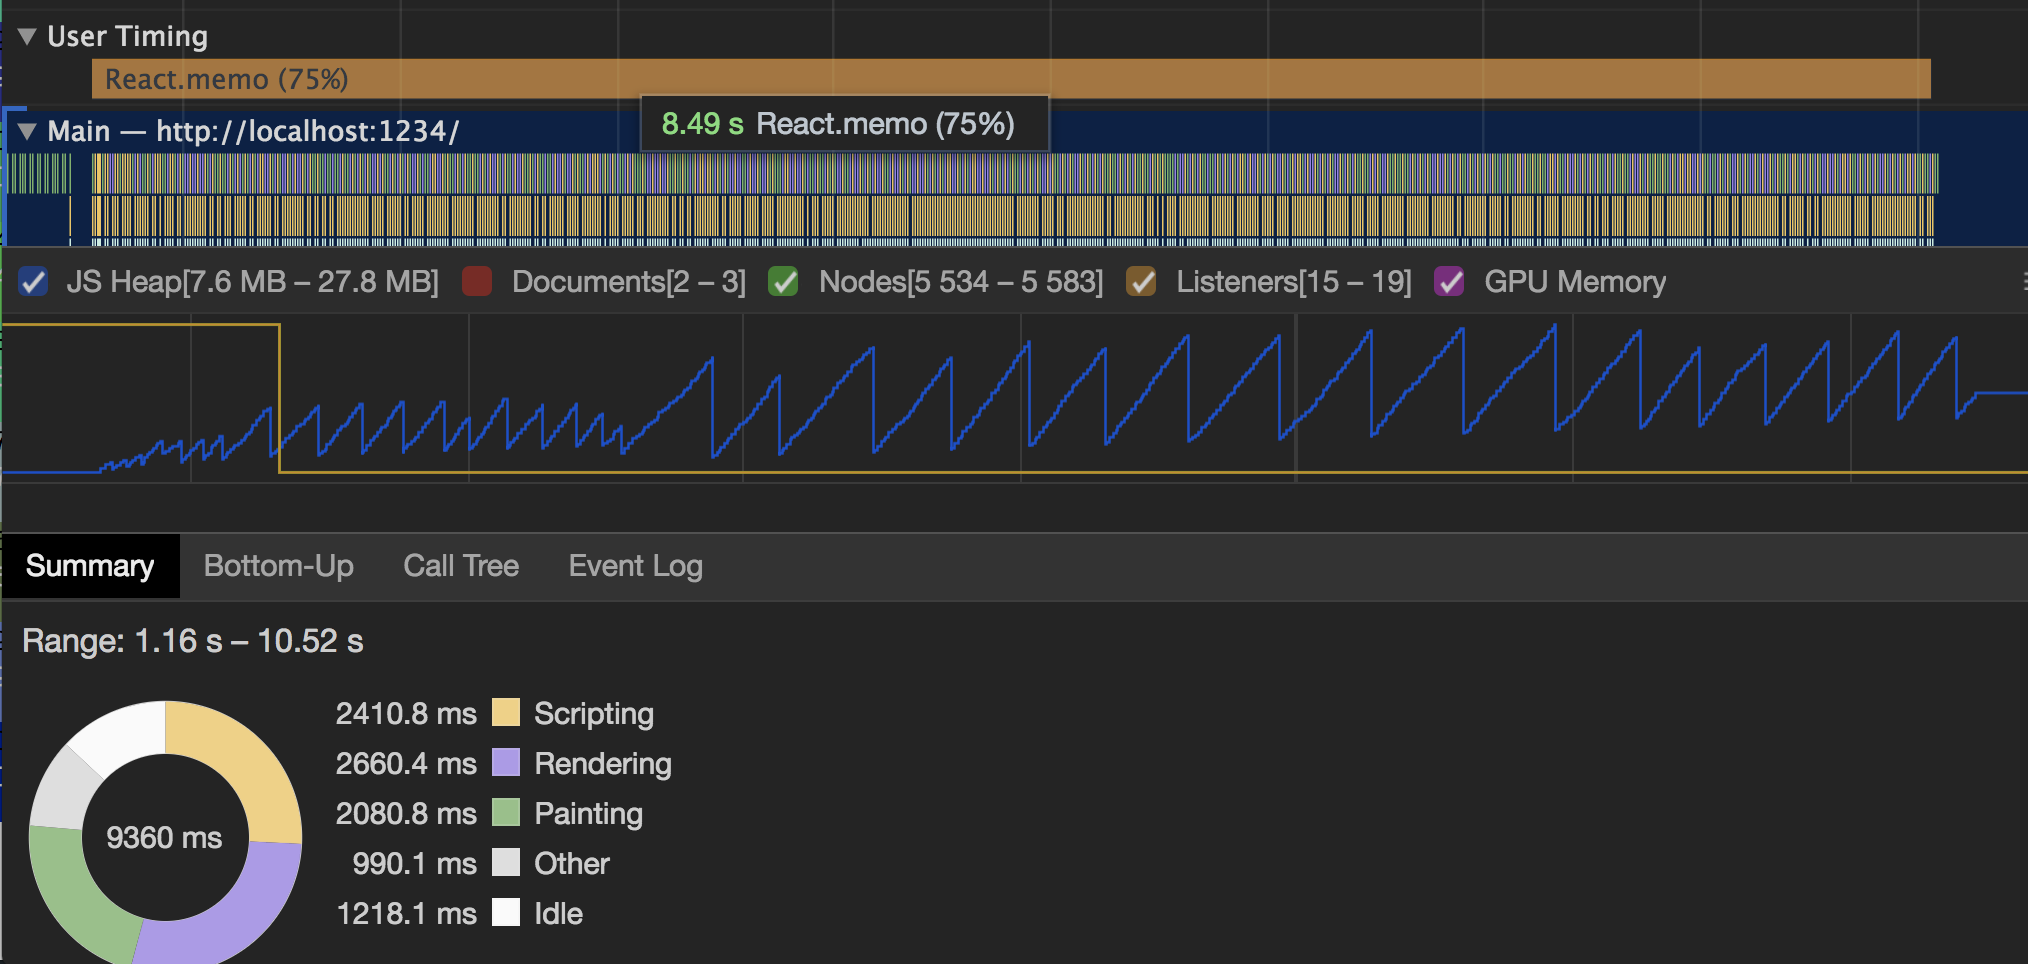 User Timing
React.memo (75%)
8.49 s React.memo (75%)
Main — http://localhost:1234/
JS Heap[7.6 MB – 27.8 MB] Documents[2 – 3] Nodes[5 534 – 5 583] Listeners[15 – 19] GPU Memory
Summary Bottom-Up Call Tree Event Log
Range: 1.16 s – 10.52 s
9360 ms
2410.8 ms Scripting
2660.4 ms Rendering
2080.8 ms Painting
990.1 ms Other
1218.1 ms Idle